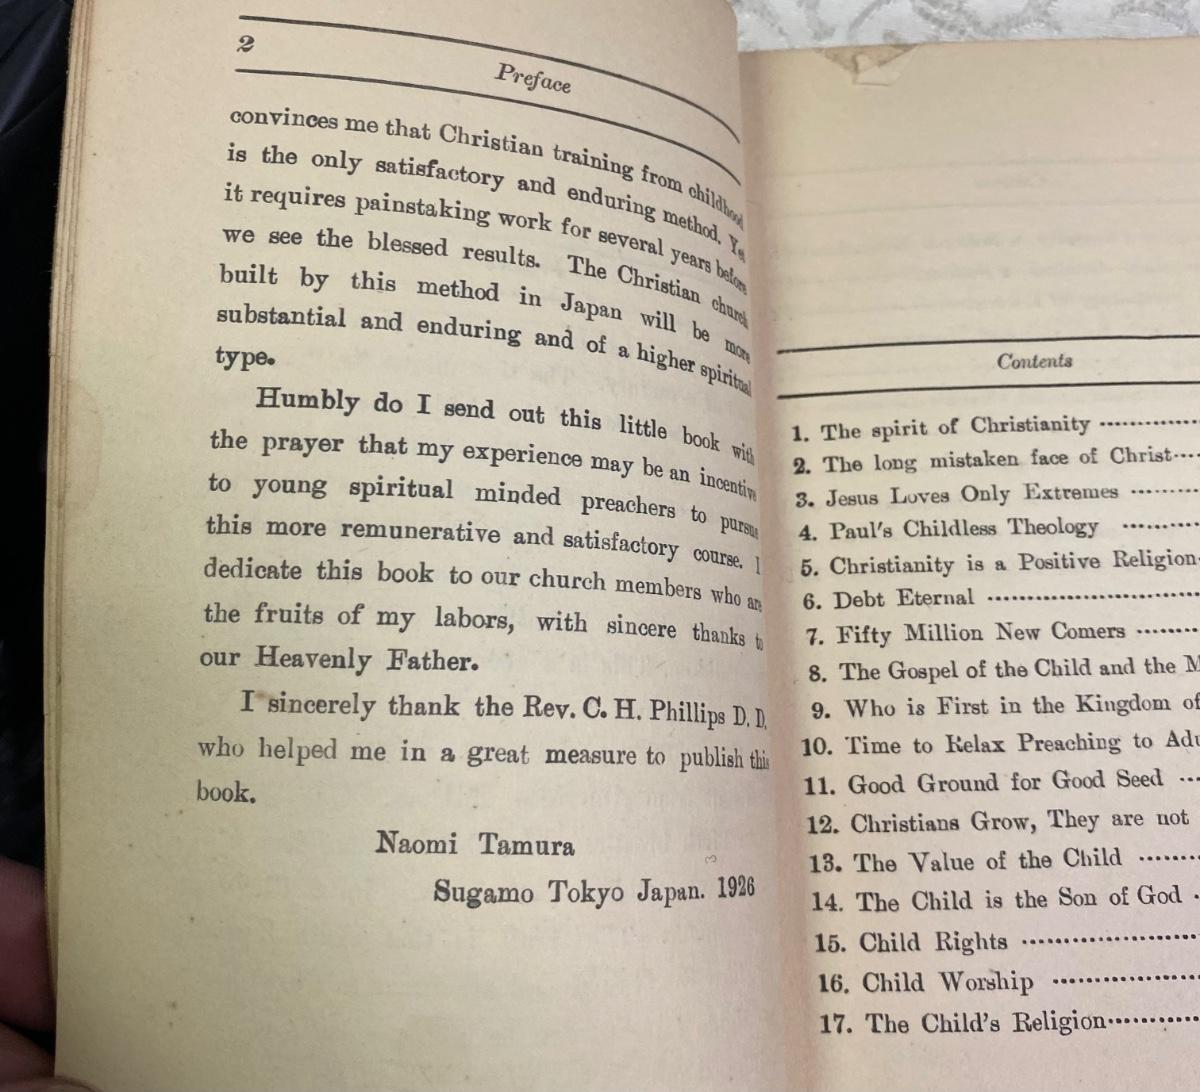 2
Preface
convinces me that Christian training from childhood
is the only satisfactory and enduring method. Yet
it requires painstaking work for several years before
we see the blessed results. The Christian church
built by this method in Japan will be more
substantial and enduring and of a higher spiritual
type.
Humbly do I send out this little book with
the prayer that my experience may be an incentive
to young spiritual minded preachers to pursue
this more remunerative and satisfactory course. I
dedicate this book to our church members who are
the fruits of my labors, with sincere thanks to
our Heavenly Father.
I sincerely thank the Rev. C. H. Phillips D. D.
who helped me in a great measure to publish this
book.
Naomi Tamura
Sugamo Tokyo Japan. 1926
Contents
1. The spirit of Christianity
2. The long mistaken face of Christ
3. Jesus Loves Only Extremes
4. Paul's Childless Theology
5. Christianity is a Positive Religion
6. Debt Eternal
7. Fifty Million New Comers
8. The Gospel of the Child and the
9. Who is First in the Kingdom of
10. Time to Relax Preaching to
11. Good Ground for Good Seed
12. Christians Grow, They are not
13. The Value of the Child
14. The Child is the Son of God
15. Child Rights
16. Child Worship
17. The Child's Religion